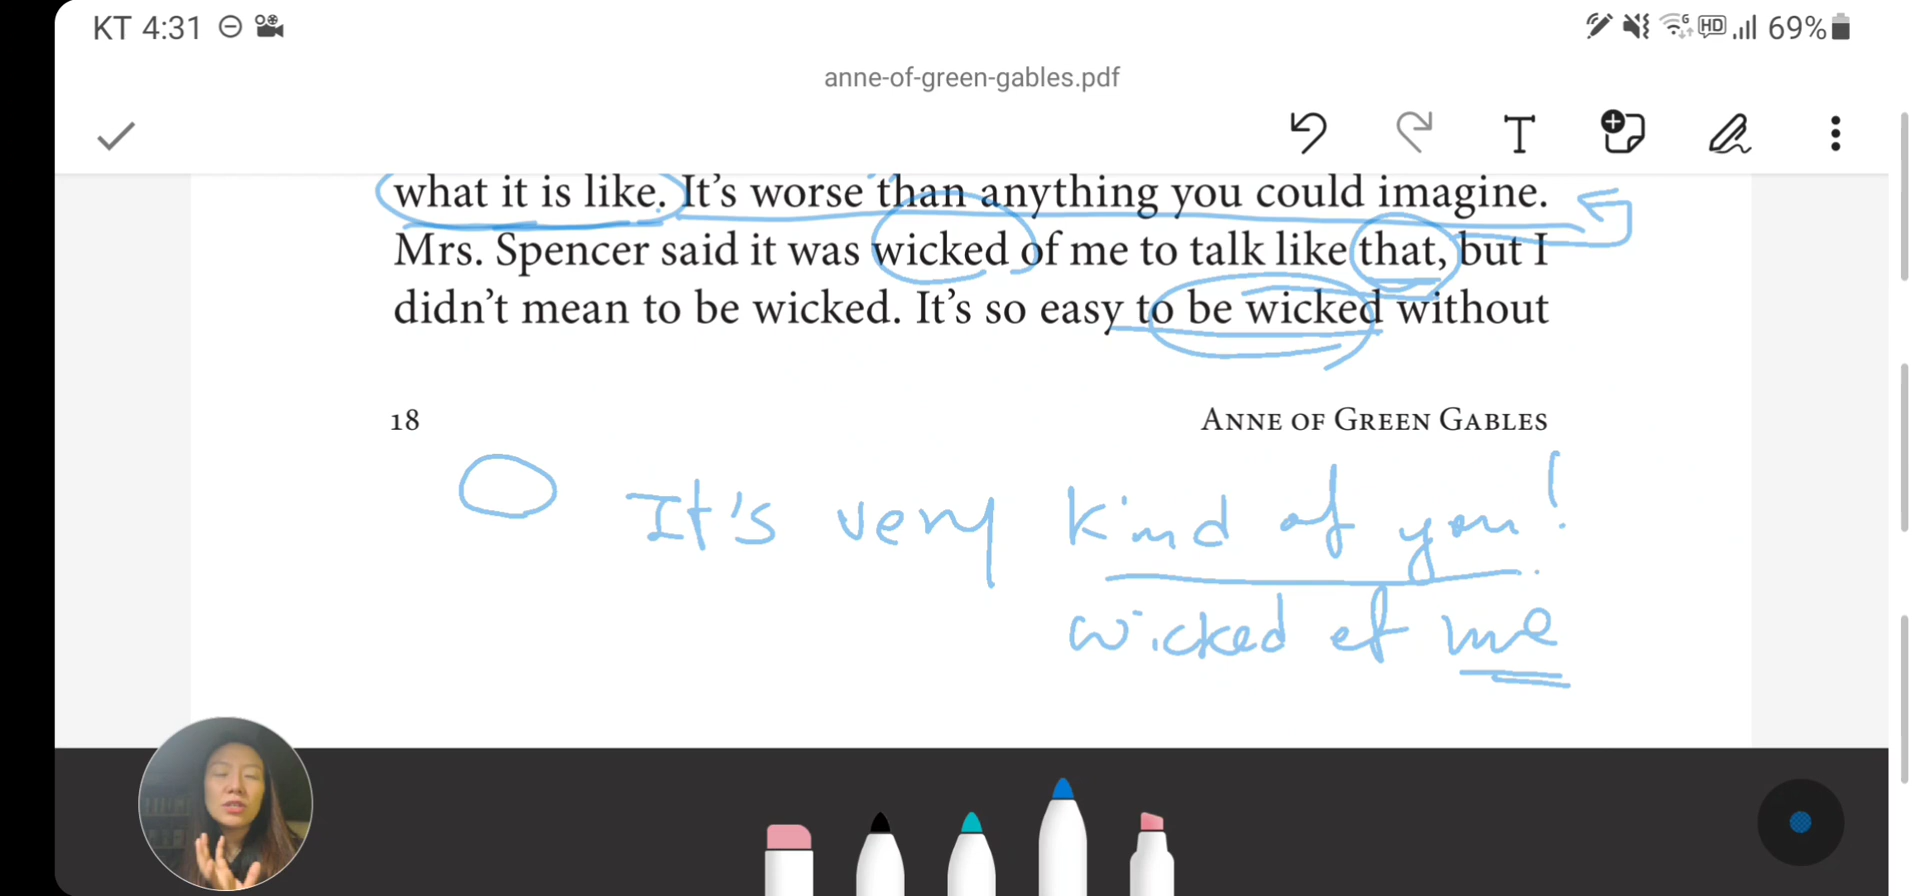 KT 4:31 69%
anne-of-green-gables.pdf
T
what it is like. It's worse than anything you could imagine.
Mrs. Spencer said it was wicked of me to talk like that, but I
didn't mean to be wicked. It's so easy to be wicked without
18 Anne of Green Gables
It's very kind of you!
wicked of me